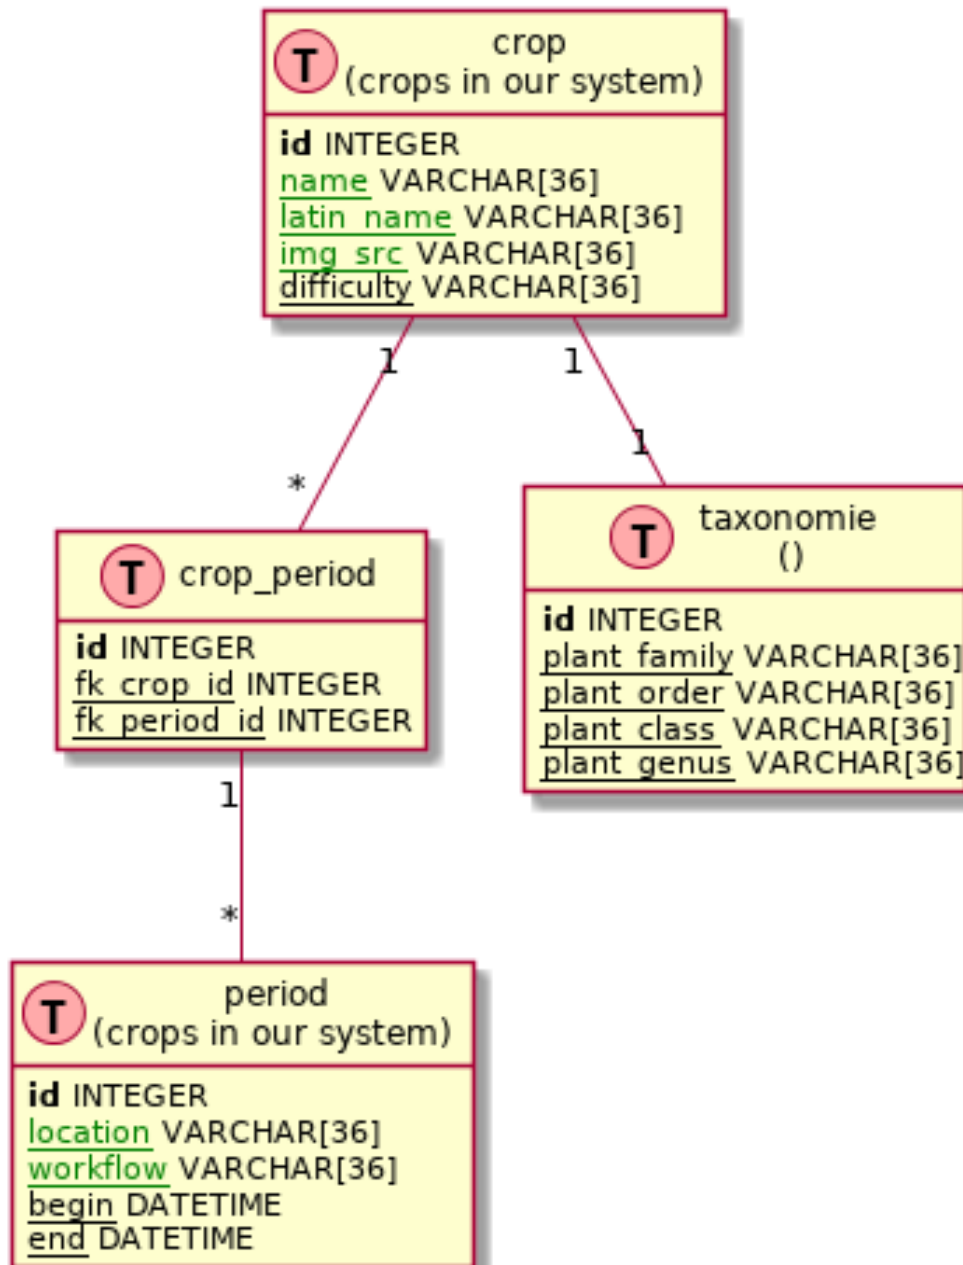 T
crop
(crops in our system)
id INTEGER
name VARCHAR[36]
latin_name VARCHAR[36]
img_src VARCHAR[36]
difficulty VARCHAR[36]
1
1
*
1
T
crop_period
id INTEGER
fk_crop_id INTEGER
fk_period_id INTEGER
T
taxonomie
()
id INTEGER
plant_family VARCHAR[36]
plant_order VARCHAR[36]
plant_class VARCHAR[36]
plant_genus VARCHAR[36]
1
*
T
period
(crops in our system)
id INTEGER
location VARCHAR[36]
workflow VARCHAR[36]
begin DATETIME
end DATETIME